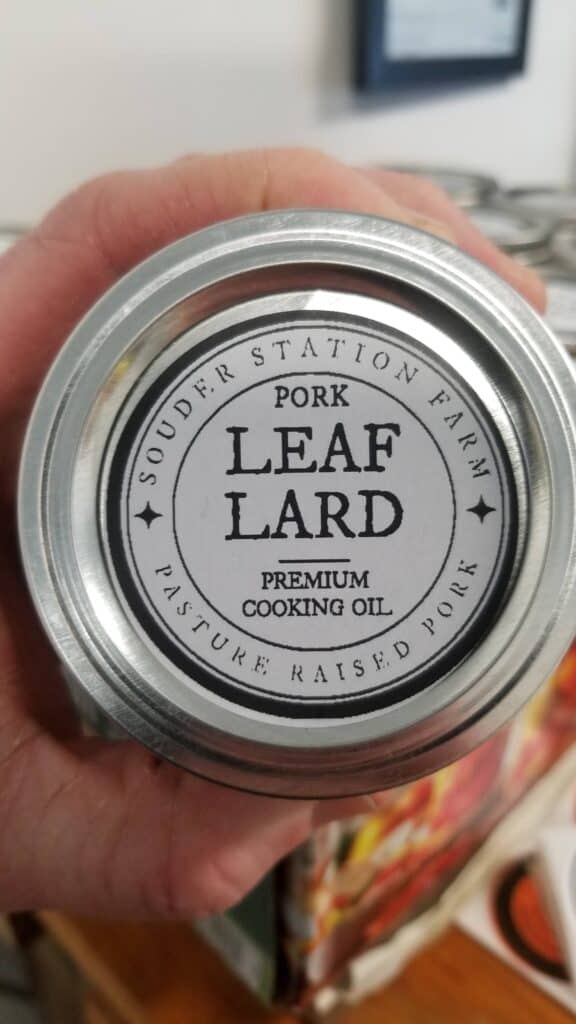 SOUDER STATION FARM
PORK
LEAF
LARD
PREMIUM
COOKING OIL
PASTURE RAISED PORK